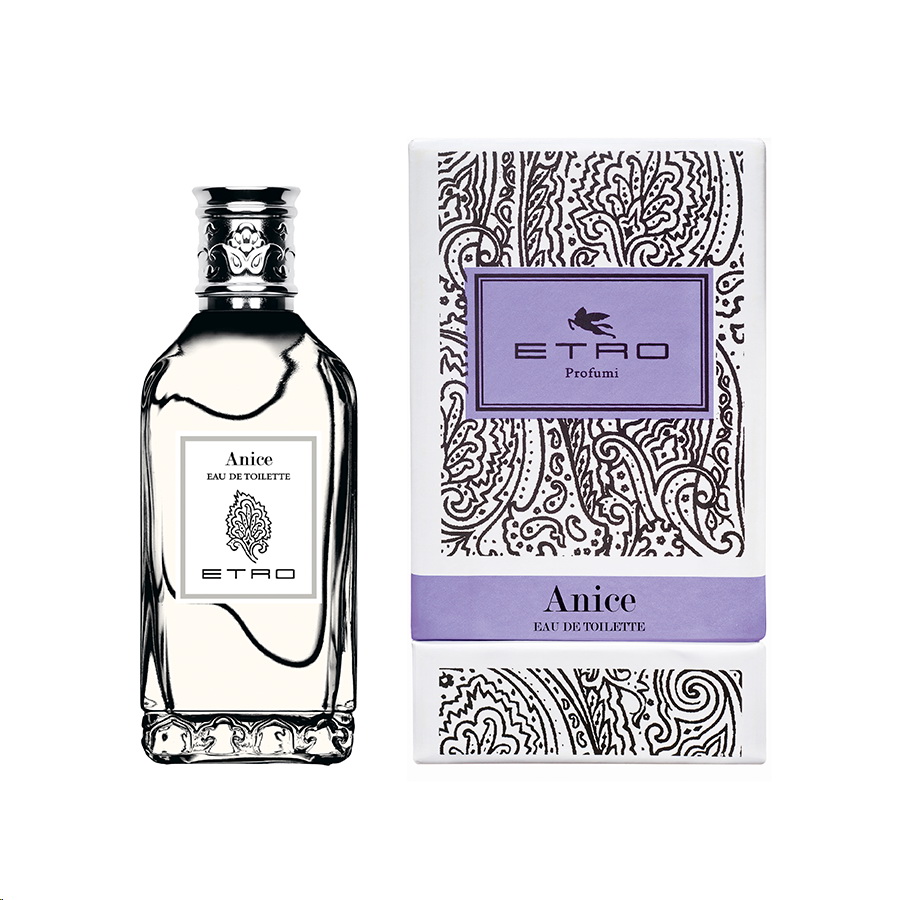 Anice
EAU DE TOILETTE
ETRO
ETRO
Profumi
Anice
EAU DE TOILETTE